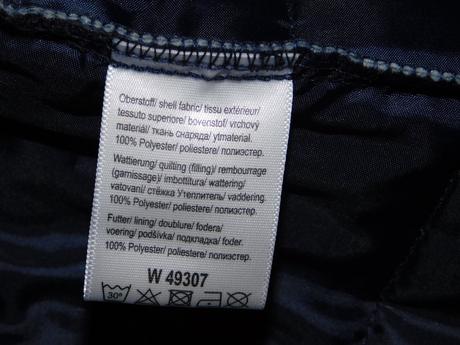 Oberstoff/ shell fabric/ tissu extérieur/
tessuto superiore/ bovenstof/ vrchový
materiál/ ткань снаряда/ ytmaterial.
100% Polyester/ poliestere/ полиэстер.
Wattierung/ quilting (filling)/ rembourrage
(garnissage)/ imbottitura/ wattering/
vatovaní/ стёжка Утеплитель/ vaddering.
100% Polyester/ poliestere/ полиэстер.
Futter/ lining/ doublure/ fodera/
voering/ podšívka/ подкладка/ foder.
100% Polyester/ poliestere/ полиэстер.
W 49307
30°